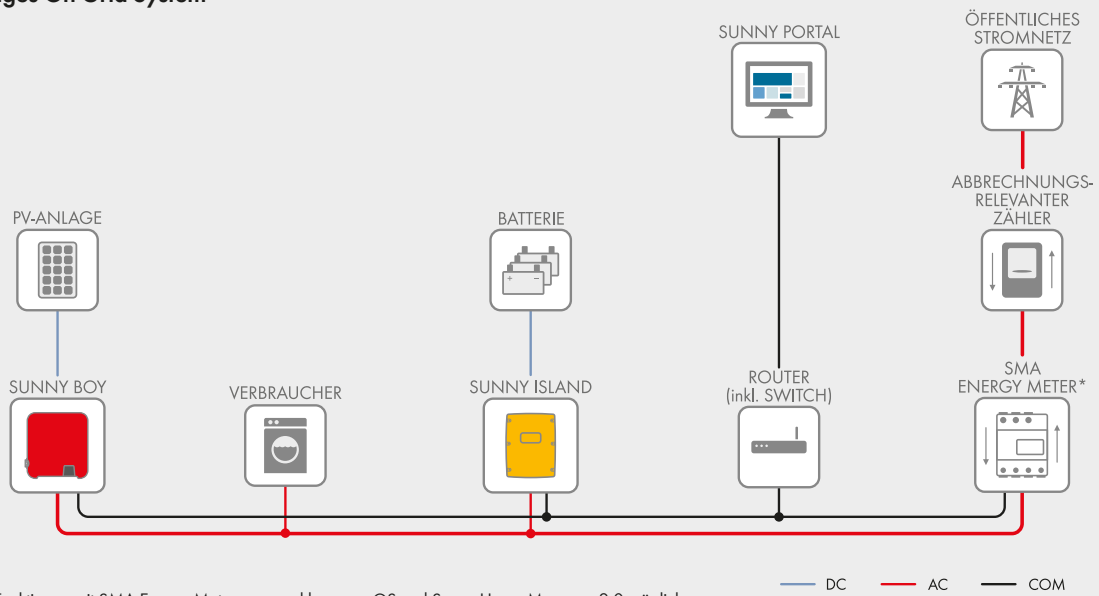 SUNNY PORTAL
ÖFFENTLICHES
STROMNETZ
ABBRECHNUNGS-
RELEVANTER
ZÄHLER
PV-ANLAGE
BATTERIE
SUNNY BOY
VERBRAUCHER
SUNNY ISLAND
ROUTER
(inkl. SWITCH)
SMA
ENERGY METER*
+ −
DC
AC
COM